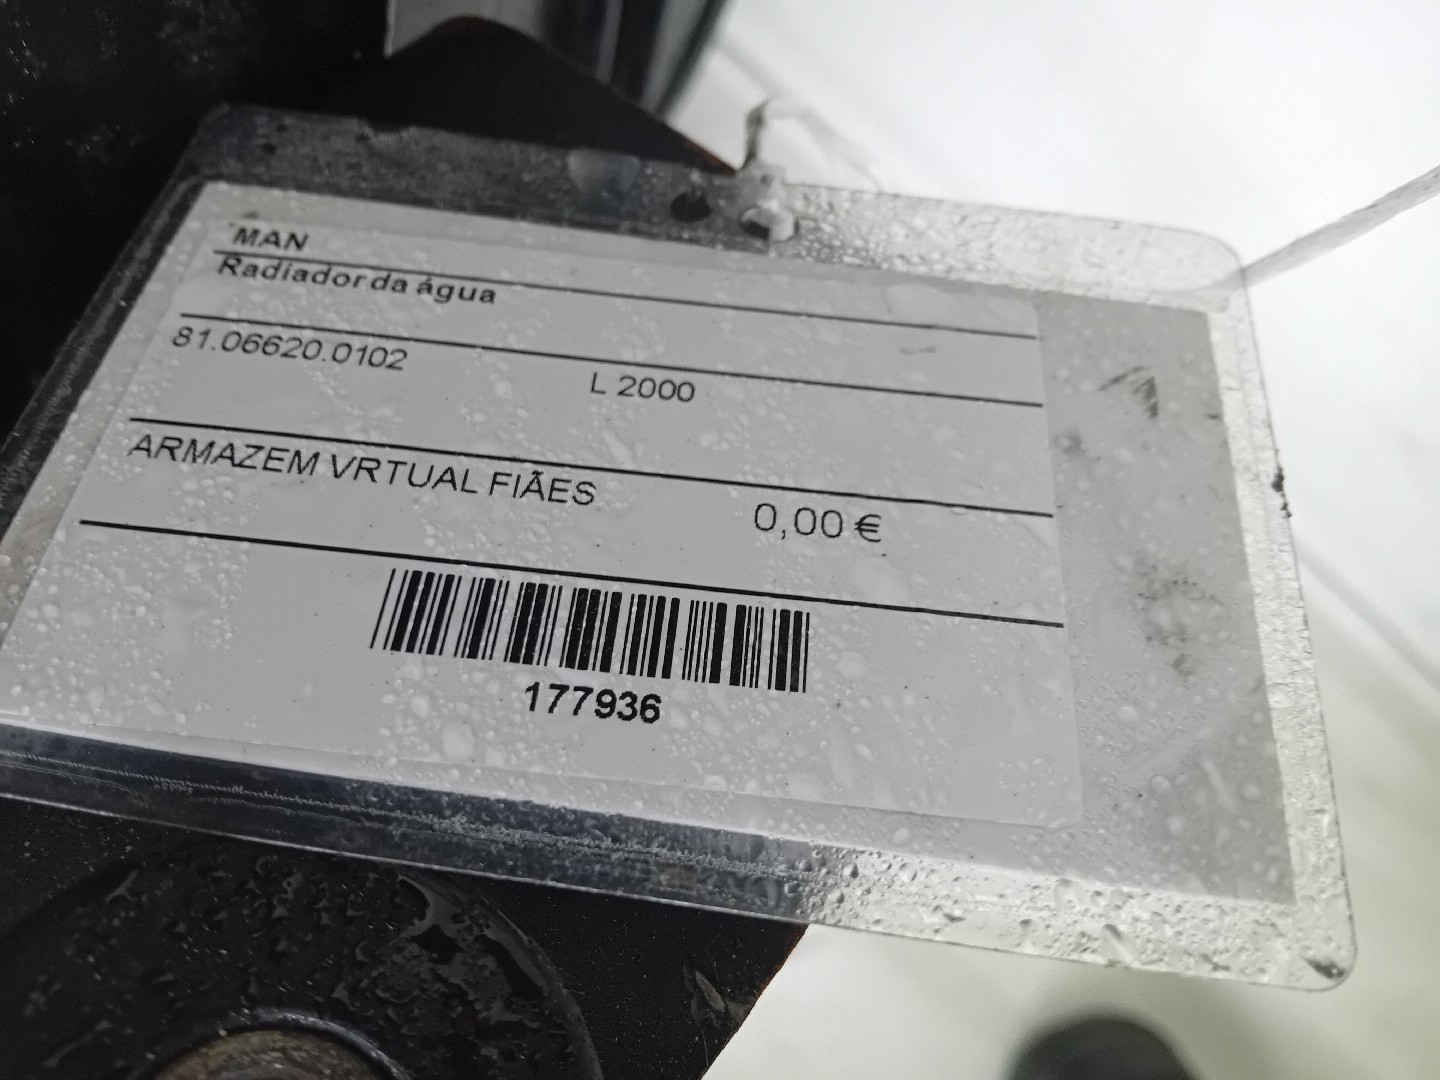 MAN
Radiador da água
81.06620.0102 L 2000
ARMAZEM VRTUAL FIÃES 0,00 €
177936